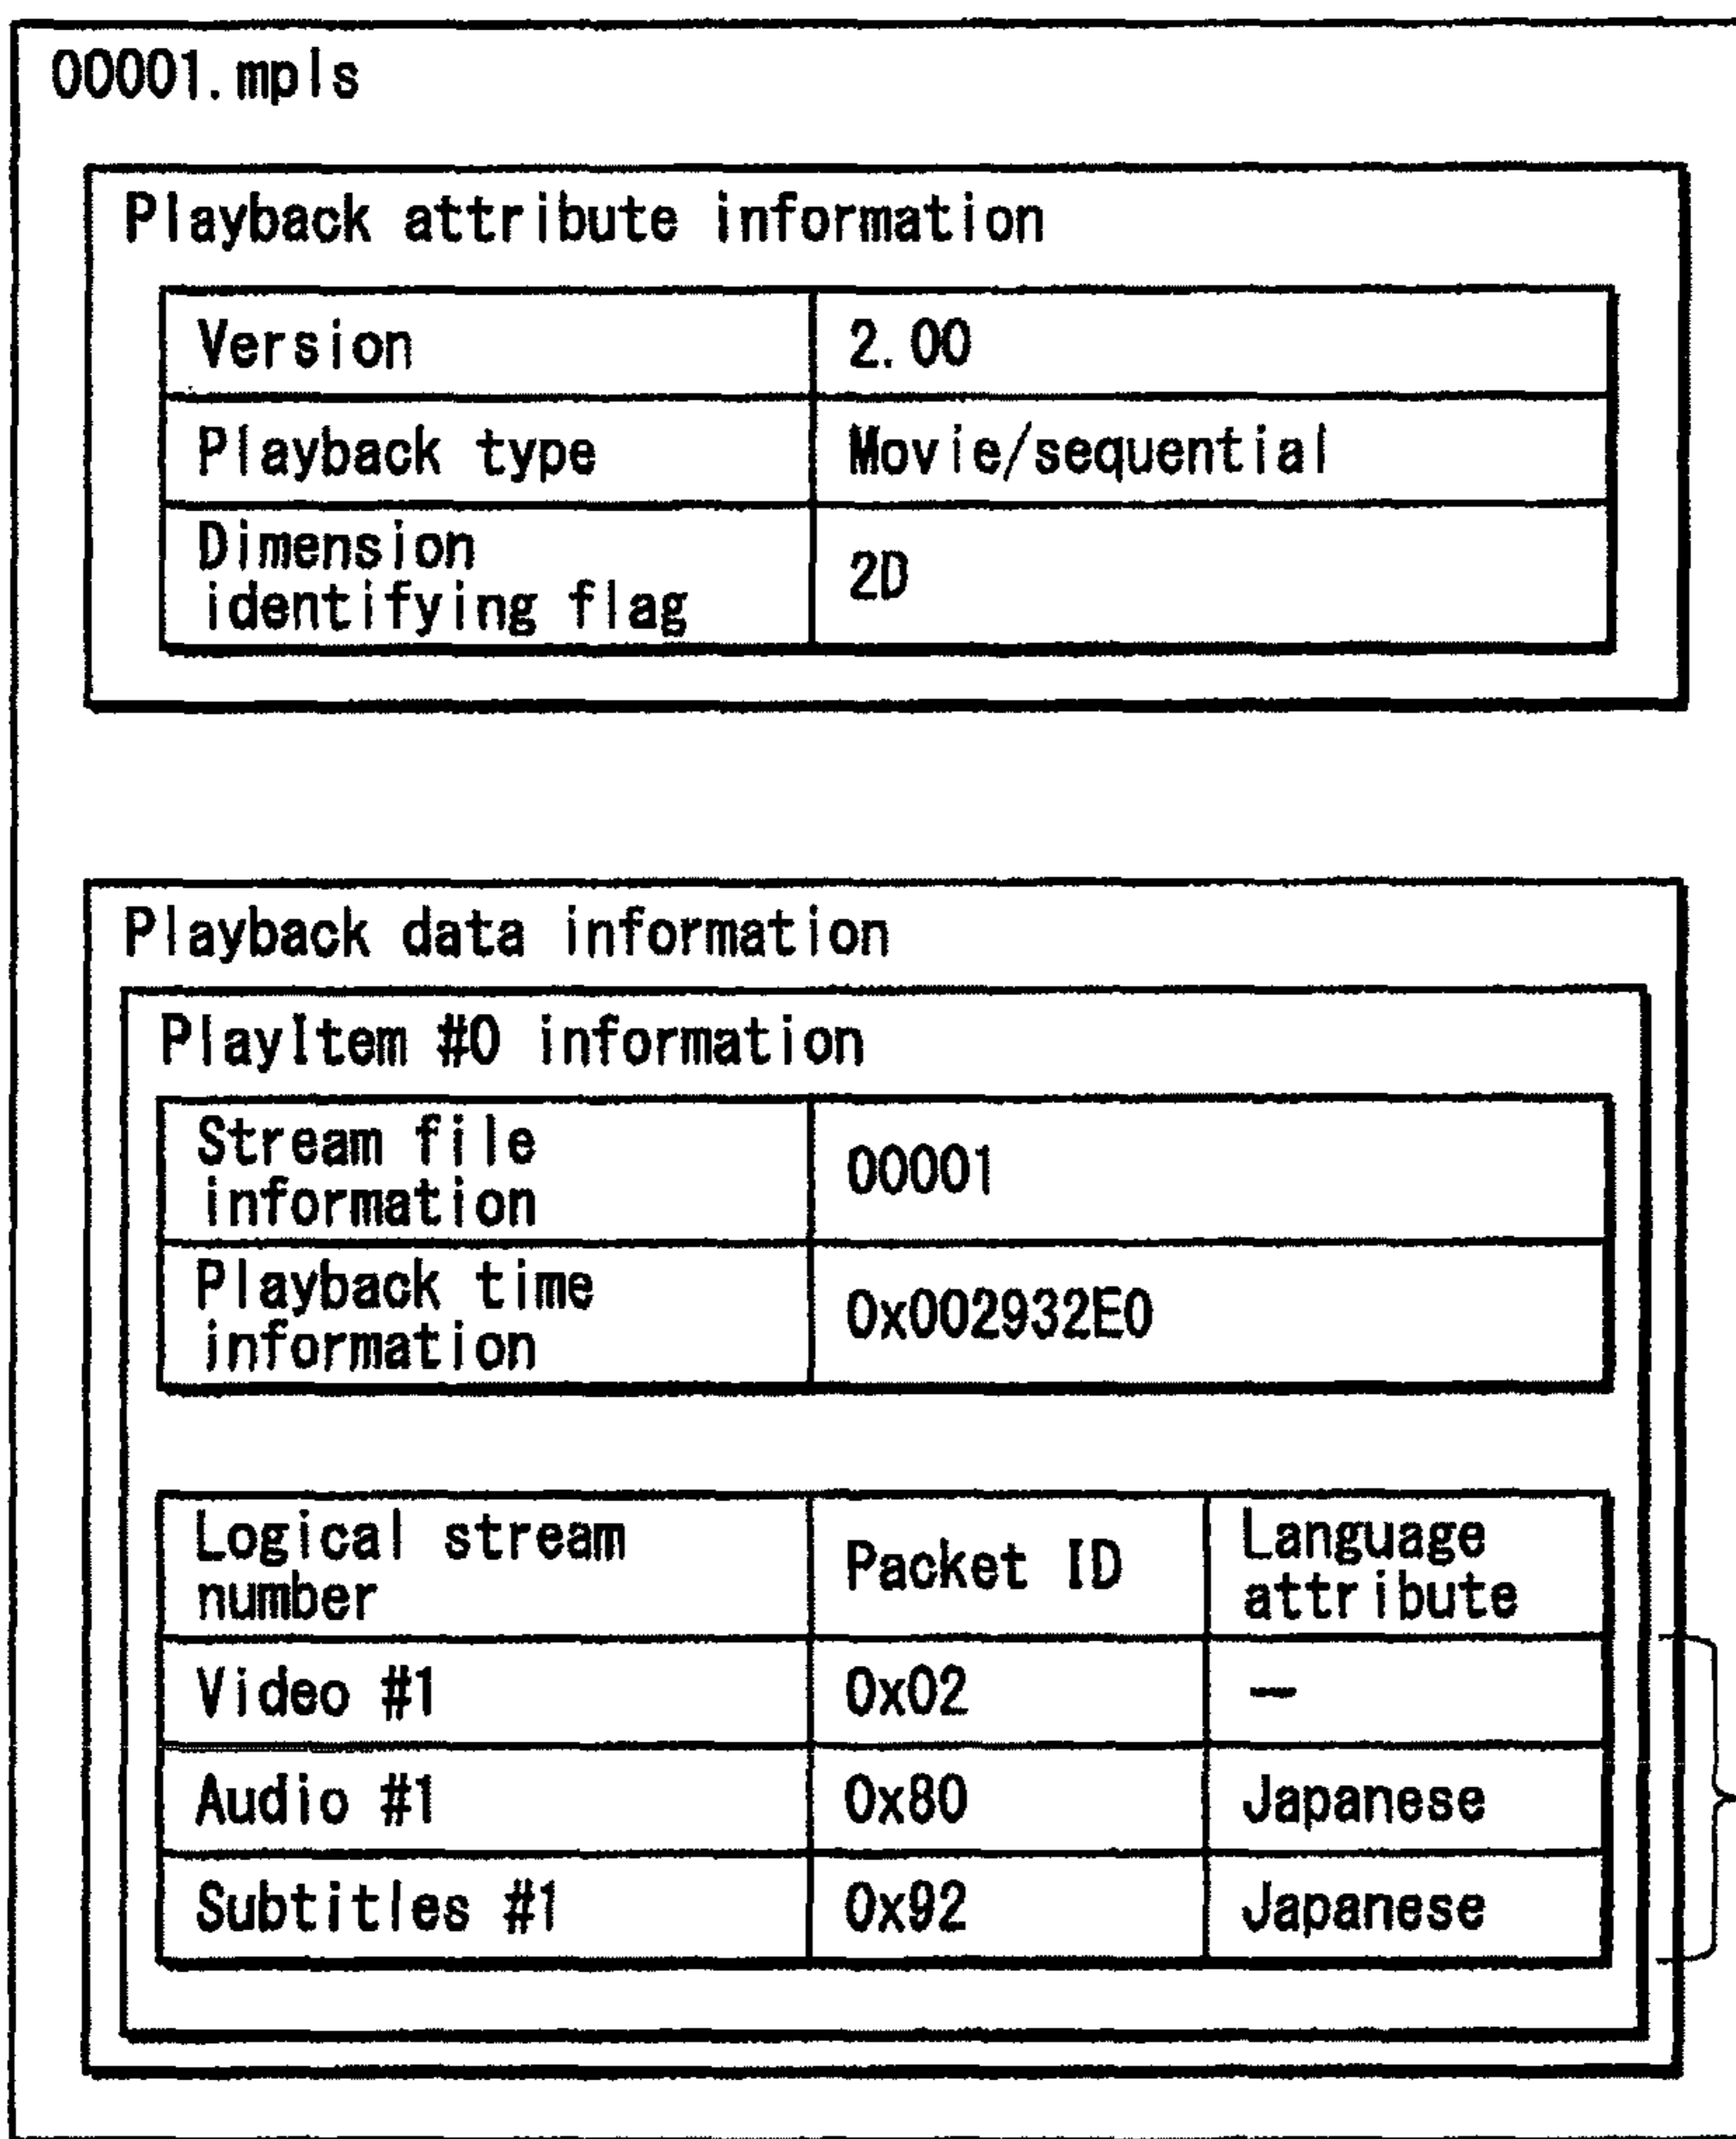 00001.mpls
Playback attribute information
Version 2.00
Playback type Movie/sequential
Dimension
identifying flag 2D
Playback data information
PlayItem #0 information
Stream file
information 00001
Playback time
information 0x002932E0
Logical stream
number Packet ID Language
attribute
Video #1 0x02 —
Audio #1 0x80 Japanese
Subtitles #1 0x92 Japanese